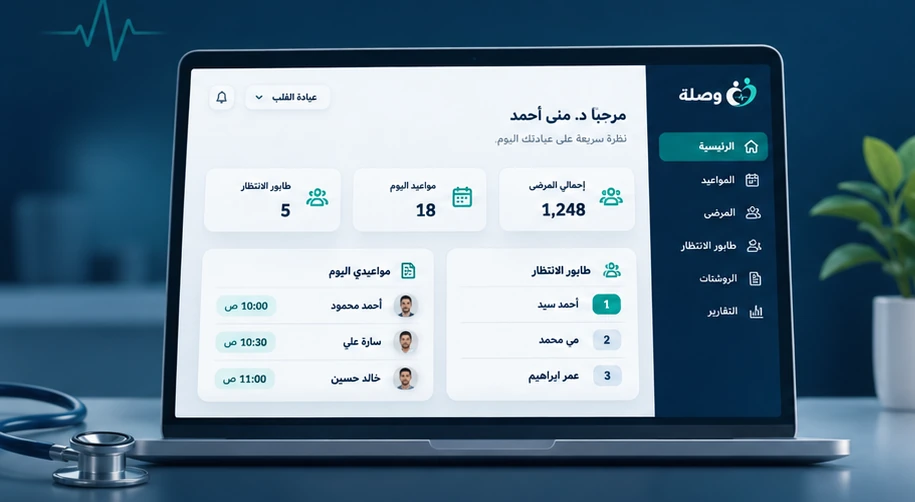 وصلة
الرئيسية
المواعيد
المرضى
طابور الانتظار
الروشتات
التقارير
عيادة القلب
مرحبًا د. منى أحمد
نظرة سريعة على عيادتك اليوم.
إجمالي المرضى
1,248
مواعيد اليوم
18
طابور الانتظار
5
طابور الانتظار
1 أحمد سيد
2 مي محمد
3 عمر ابراهيم
مواعيدي اليوم
أحمد محمود 10:00 ص
سارة علي 10:30 ص
خالد حسين 11:00 ص